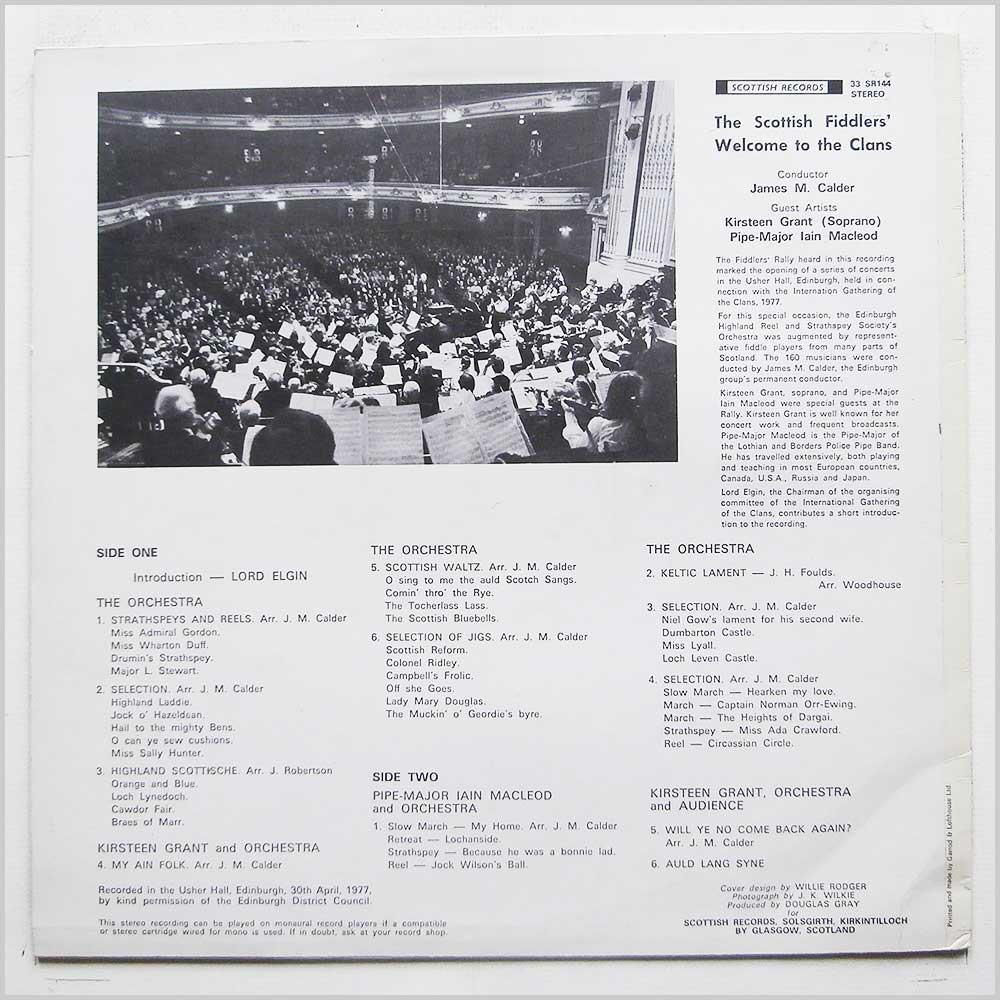 SCOTTISH RECORDS
33 SR144
STEREO
The Scottish Fiddlers'
Welcome to the Clans
Conductor
James M. Calder
Guest Artists
Kirsteen Grant (Soprano)
Pipe-Major Iain Macleod
The Fiddlers' Rally heard in this recording
marked the opening of a series of concerts
in the Usher Hall, Edinburgh, held in con-
nection with the Internation Gathering of
the Clans, 1977.
For this special occasion, the Edinburgh
Highland Reel and Strathspey Society's
Orchestra was augmented by represent-
ative fiddle players from many parts of
Scotland. The 160 musicians were con-
ducted by James M. Calder, the Edinburgh
group's permanent conductor.
Kirsteen Grant, soprano, and Pipe-Major
Iain Macleod were special guests at the
Rally. Kirsteen Grant is well known for her
concert work and frequent broadcasts.
Pipe-Major Macleod is the Pipe-Major of
the Lothian and Borders Police Pipe Band.
He has travelled extensively, both playing
and teaching in most European countries,
Canada, U.S.A., Russia and Japan.
Lord Elgin, the Chairman of the organising
committee of the International Gathering
of the Clans, contributes a short introduc-
tion to the recording.
SIDE ONE
Introduction — LORD ELGIN
THE ORCHESTRA
1. STRATHSPEYS AND REELS. Arr. J. M. Calder
Miss Admiral Gordon.
Miss Wharton Duff.
Drumin's Strathspey.
Major L. Stewart.
2. SELECTION. Arr. J. M. Calder
Highland Laddie.
Jock o' Hazeldean.
Hail to the mighty Bens.
O can ye sew cushions.
Miss Sally Hunter.
3. HIGHLAND SCOTTISCHE. Arr. J. Robertson
Orange and Blue.
Loch Lynedoch.
Cawdor Fair.
Braes of Marr.
KIRSTEEN GRANT and ORCHESTRA
4. MY AIN FOLK. Arr. J. M. Calder
THE ORCHESTRA
5. SCOTTISH WALTZ. Arr. J. M. Calder
O sing to me the auld Scotch Sangs.
Comin' thro' the Rye.
The Tocherlass Lass.
The Scottish Bluebells.
6. SELECTION OF JIGS. Arr. J. M. Calder
Scottish Reform.
Colonel Ridley.
Campbell's Frolic.
Off she Goes.
Lady Mary Douglas.
The Muckin' o' Geordie's byre.
SIDE TWO
PIPE-MAJOR IAIN MACLEOD
and ORCHESTRA
1. Slow March — My Home. Arr. J. M. Calder
Retreat — Lochanside.
Strathspey — Because he was a bonnie lad.
Reel — Jock Wilson's Ball.
THE ORCHESTRA
2. KELTIC LAMENT — J. H. Foulds.
Arr. Woodhouse
3. SELECTION. Arr. J. M. Calder
Niel Gow's lament for his second wife.
Dumbarton Castle.
Miss Lyall.
Loch Leven Castle.
4. SELECTION. Arr. J. M. Calder
Slow March — Hearken my love.
March — Captain Norman Orr-Ewing.
March — The Heights of Dargai.
Strathspey — Miss Ada Crawford.
Reel — Circassian Circle.
KIRSTEEN GRANT, ORCHESTRA
and AUDIENCE
5. WILL YE NO COME BACK AGAIN?
Arr. J. M. Calder
6. AULD LANG SYNE
Recorded in the Usher Hall, Edinburgh, 30th April, 1977,
by kind permission of the Edinburgh District Council.
This stereo recording can be played on monaural record players if a compatible
or stereo cartridge wired for mono is used. If in doubt, ask at your record shop.
Cover design by WILLIE RODGER
Photograph by J. K. WILKIE
Produced by DOUGLAS GRAY
for
SCOTTISH RECORDS, SOLSGIRTH, KIRKINTILLOCH
BY GLASGOW, SCOTLAND
Printed and made by Garrod & Lofthouse Ltd.